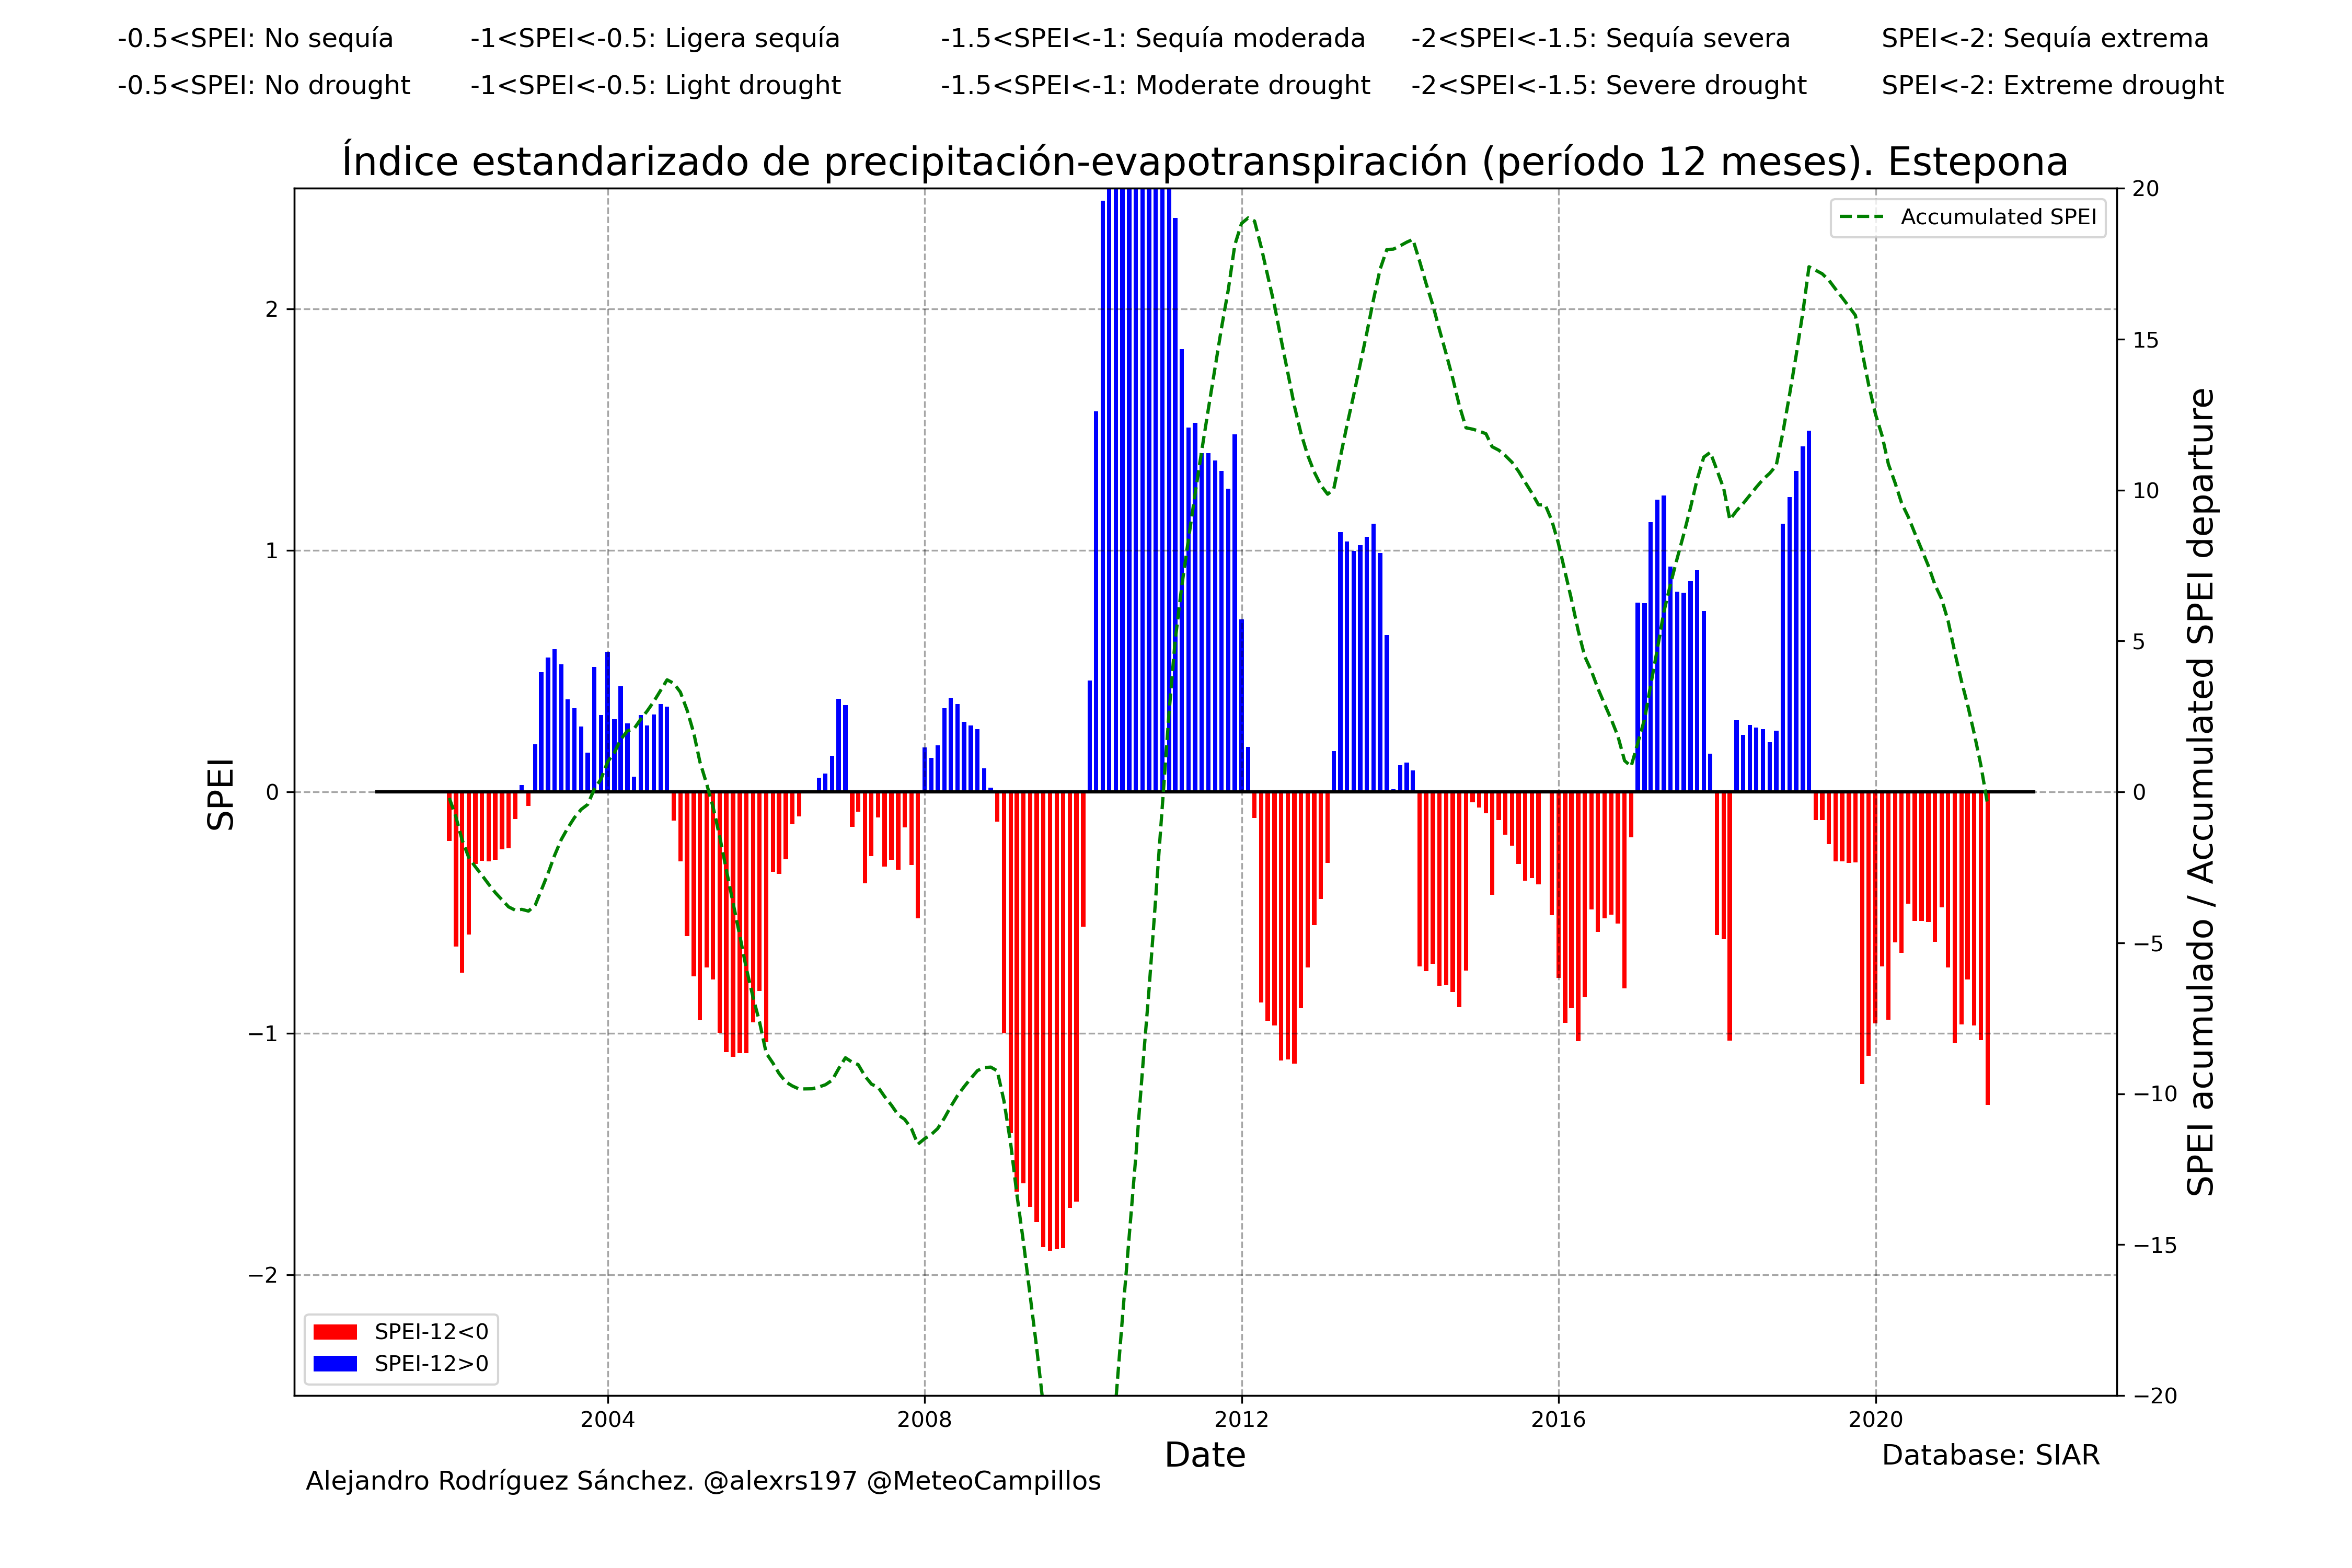 -0.5<SPEI: No sequía -1<SPEI<-0.5: Ligera sequía -1.5<SPEI<-1: Sequía moderada -2<SPEI<-1.5: Sequía severa SPEI<-2: Sequía extrema
-0.5<SPEI: No drought -1<SPEI<-0.5: Light drought -1.5<SPEI<-1: Moderate drought -2<SPEI<-1.5: Severe drought SPEI<-2: Extreme drought
Índice estandarizado de precipitación-evapotranspiración (período 12 meses). Estepona
Accumulated SPEI
SPEI
2
1
0
−1
−2
20
15
10
5
0
−5
−10
−15
−20
SPEI acumulado / Accumulated SPEI departure
SPEI-12<0
SPEI-12>0
2004 2008 2012 2016 2020
Date
Database: SIAR
Alejandro Rodríguez Sánchez. @alexrs197 @MeteoCampillos